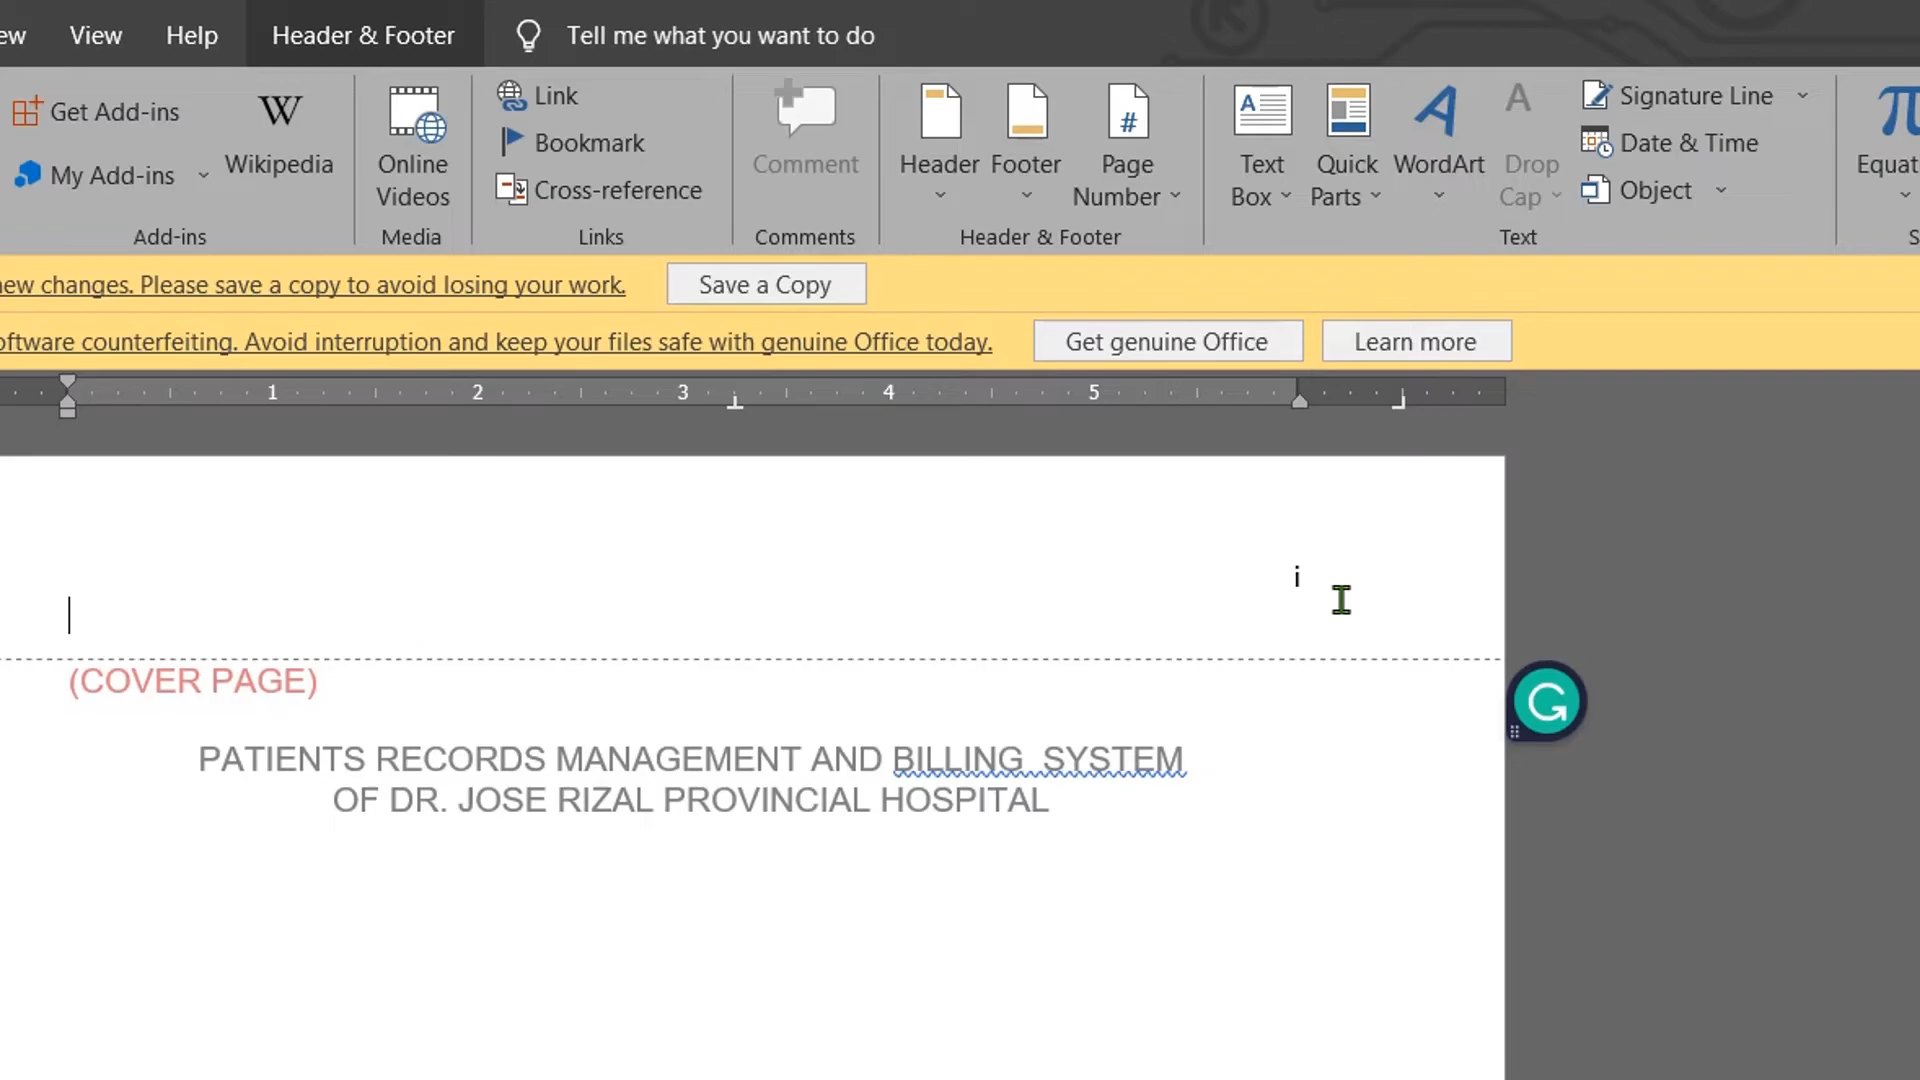 ew View Help Header & Footer Tell me what you want to do
Get Add-ins
My Add-ins
Wikipedia
Add-ins
Online
Videos
Media
Link
Bookmark
Cross-reference
Links
Comment
Comments
Header
Footer
Page
Number
#
Header & Footer
A
Text
Box
Quick
Parts
A
WordArt
A
Drop
Cap
Signature Line
Date & Time
Object
Text
π
Equat
S
new changes. Please save a copy to avoid losing your work. Save a Copy
oftware counterfeiting. Avoid interruption and keep your files safe with genuine Office today. Get genuine Office Learn more
1 2 3 4 5
i
(COVER PAGE)
PATIENTS RECORDS MANAGEMENT AND BILLING  SYSTEM
OF DR. JOSE RIZAL PROVINCIAL HOSPITAL